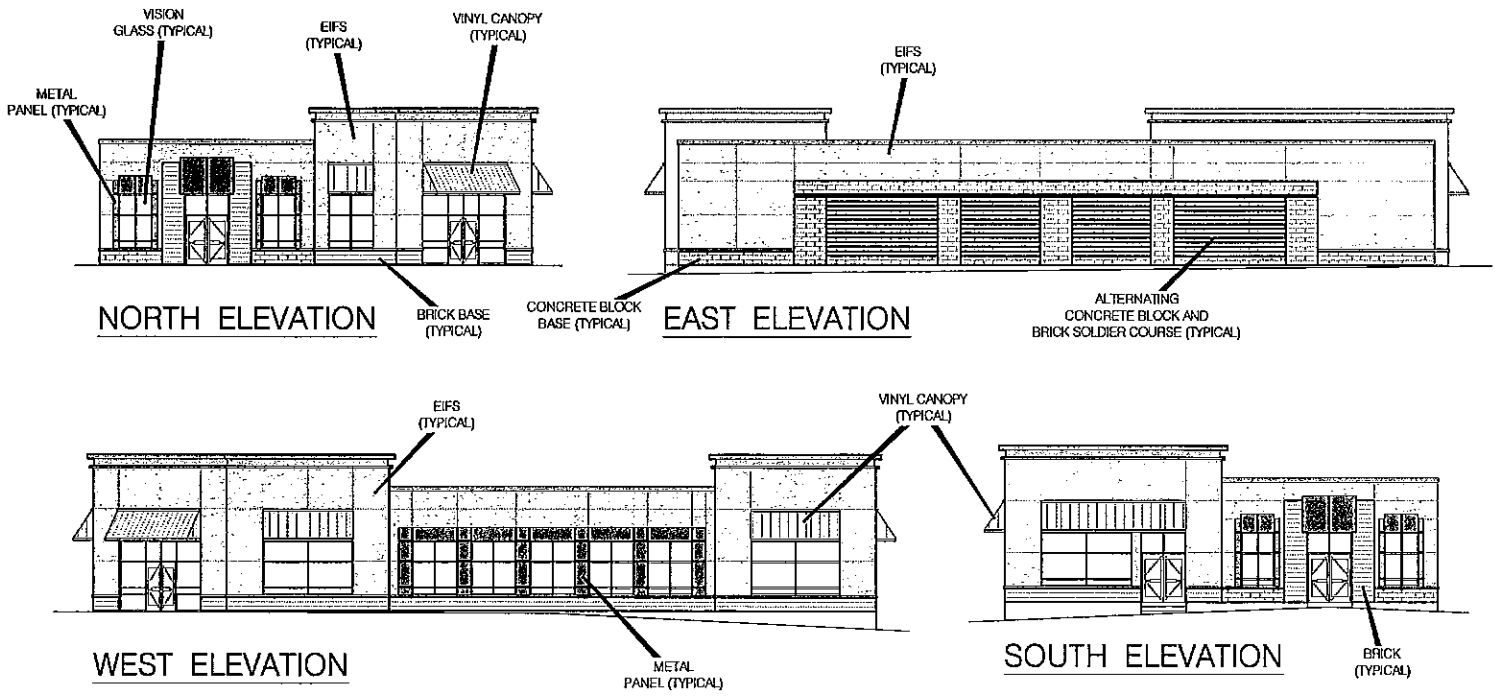 VISION
GLASS (TYPICAL)
EIFS
(TYPICAL)
VINYL CANOPY
(TYPICAL)
METAL
PANEL (TYPICAL)
NORTH ELEVATION
BRICK BASE
(TYPICAL)
EIFS
(TYPICAL)
CONCRETE BLOCK
BASE (TYPICAL)
EAST ELEVATION
ALTERNATING
CONCRETE BLOCK AND
BRICK SOLDIER COURSE (TYPICAL)
EIFS
(TYPICAL)
WEST ELEVATION
METAL
PANEL (TYPICAL)
VINYL CANOPY
(TYPICAL)
SOUTH ELEVATION
BRICK
(TYPICAL)